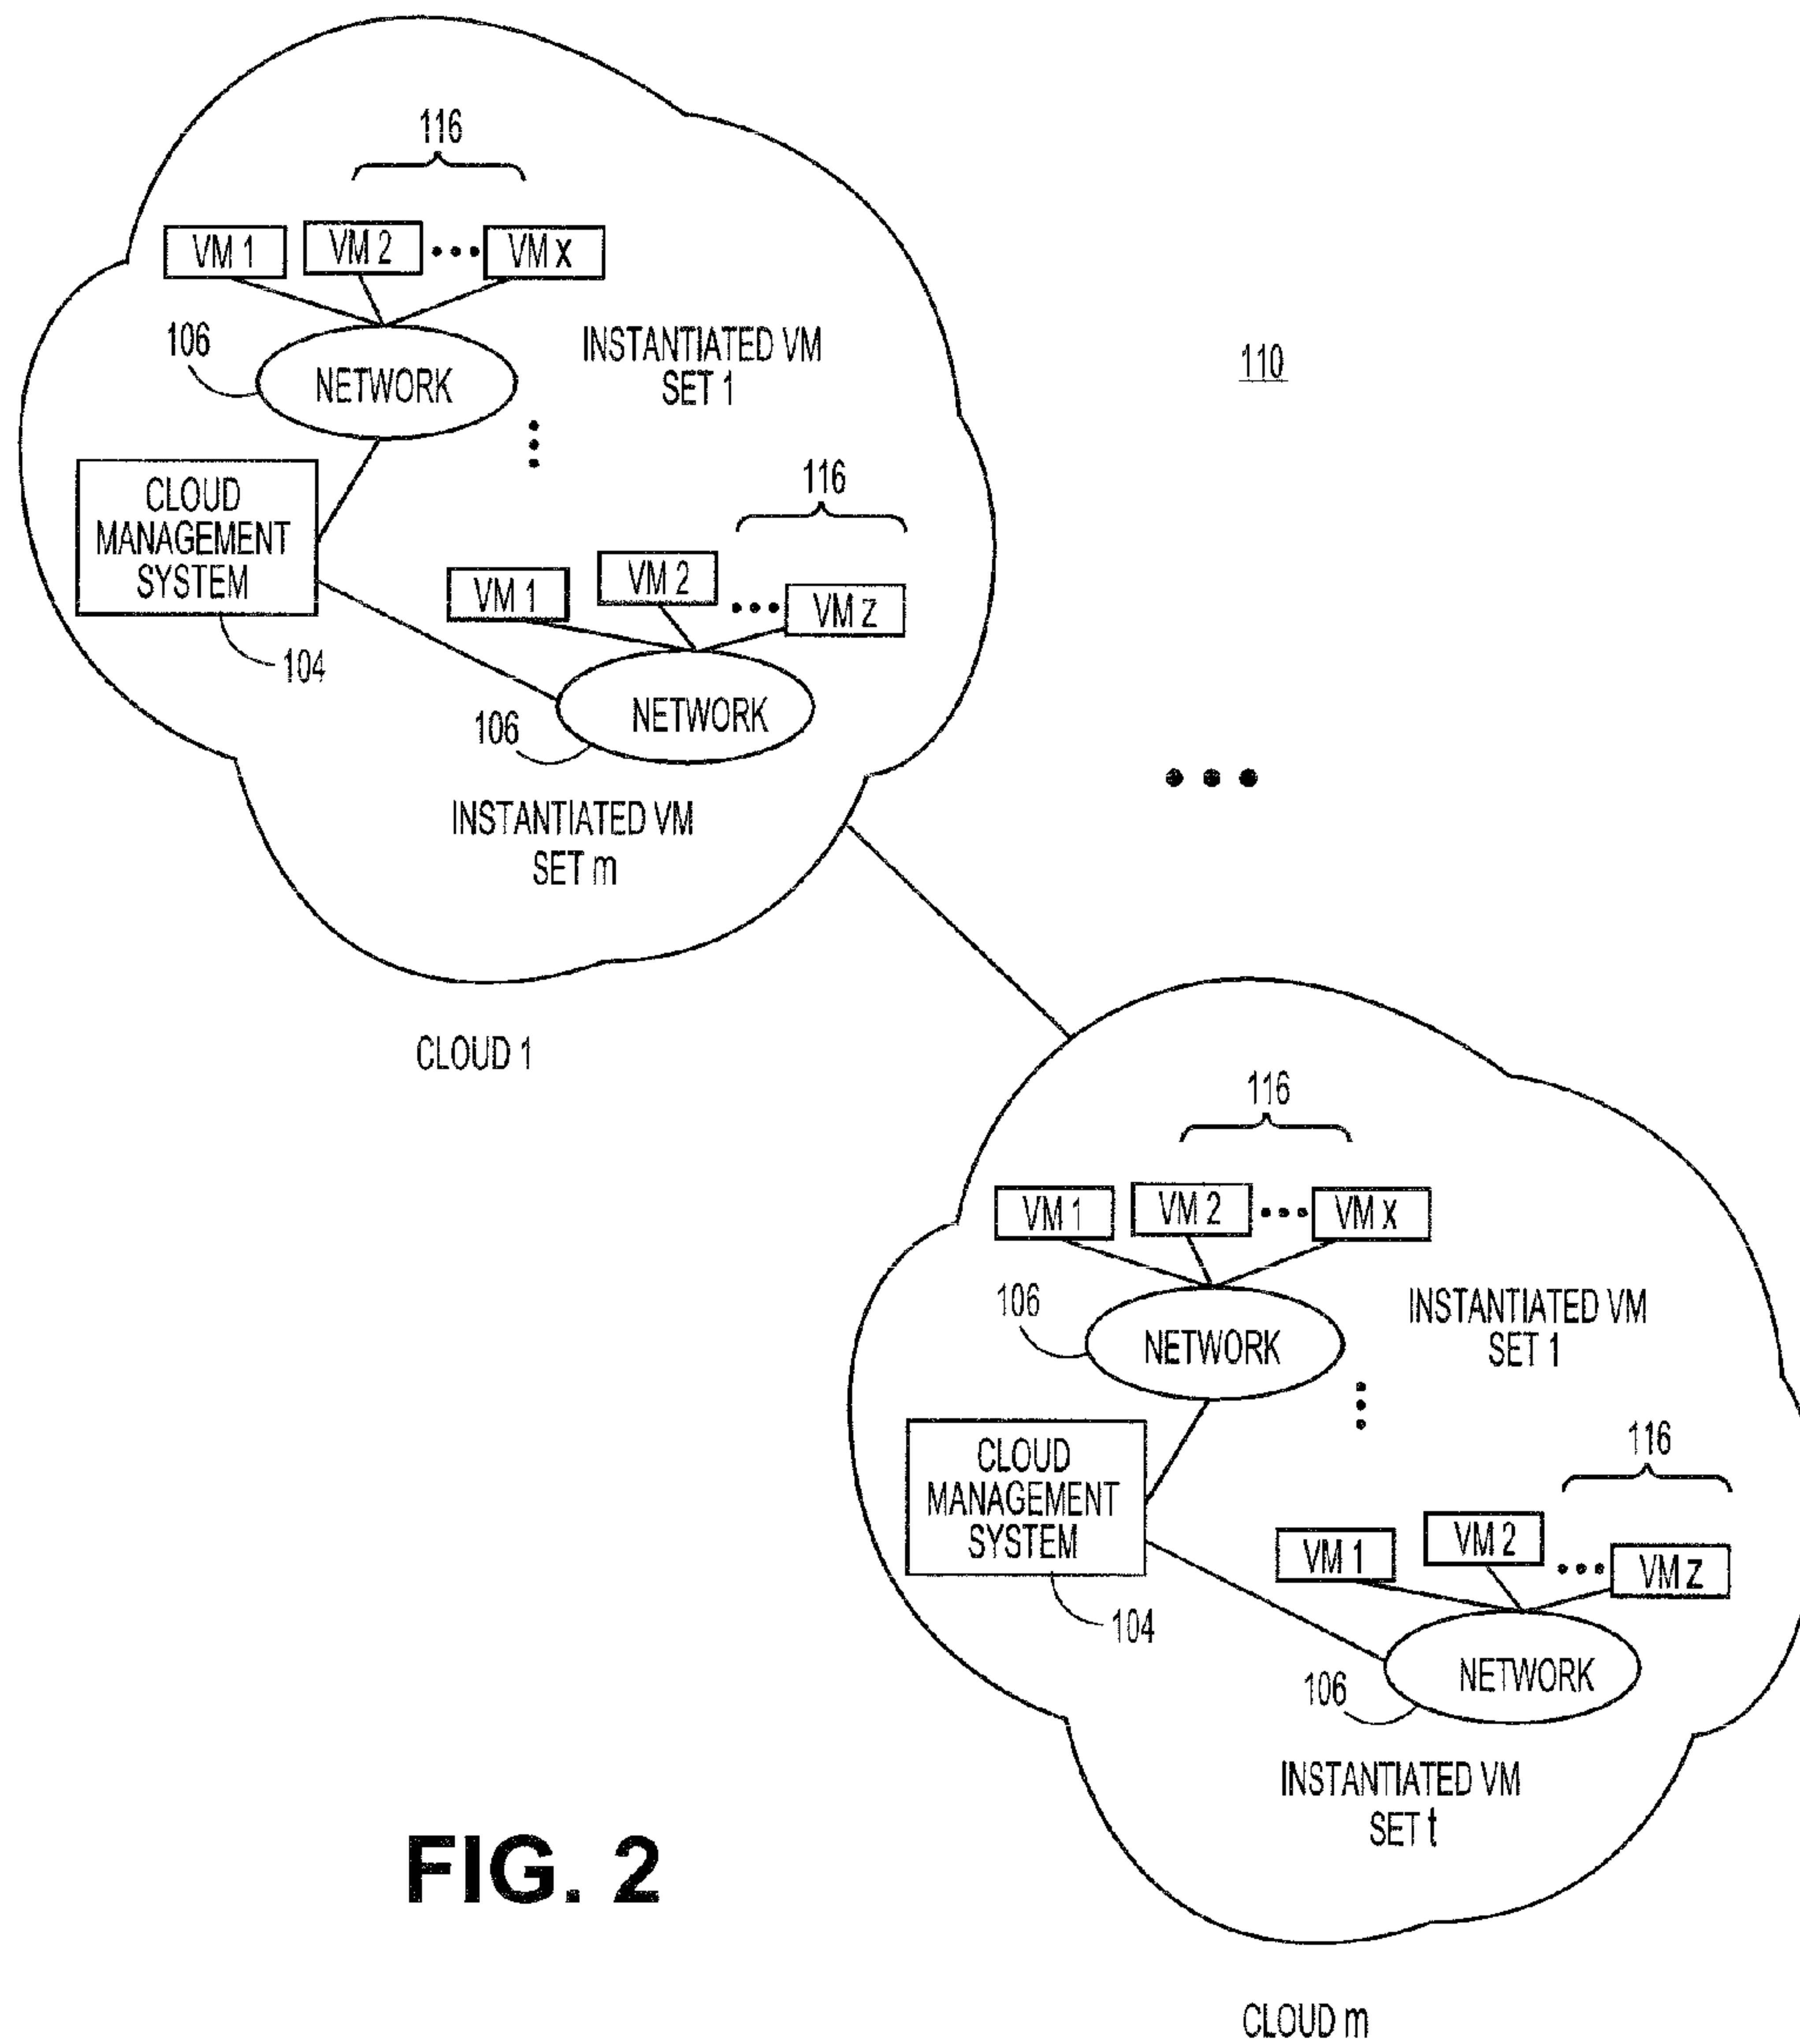 116
VM 1
VM 2
VM x
106
NETWORK
INSTANTIATED VM
SET 1
110
CLOUD
MANAGEMENT
SYSTEM
104
116
VM 1
VM 2
VM z
NETWORK
106
INSTANTIATED VM
SET m
CLOUD 1
116
VM 1
VM 2
VM x
106
NETWORK
INSTANTIATED VM
SET 1
CLOUD
MANAGEMENT
SYSTEM
104
116
VM 1
VM 2
VM z
NETWORK
106
INSTANTIATED VM
SET t
FIG. 2
CLOUD m